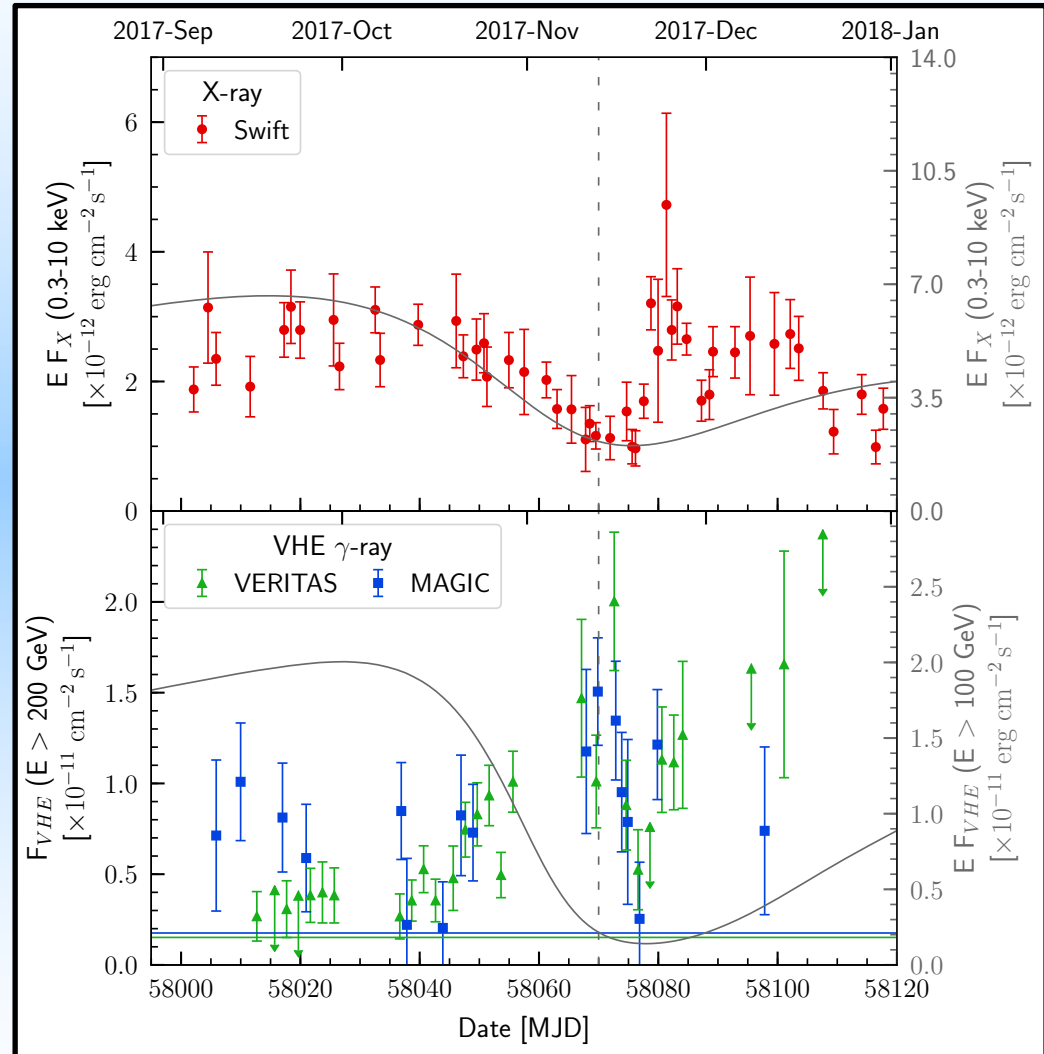 2017-Sep 2017-Oct 2017-Nov 2017-Dec 2018-Jan
X-ray
Swift
E F_X (0.3-10 keV)
[×10⁻¹² erg cm⁻² s⁻¹]
0 2 4 6
0.0 3.5 7.0 10.5 14.0
E F_X (0.3-10 keV)
[×10⁻¹² erg cm⁻² s⁻¹]
VHE γ-ray
VERITAS MAGIC
F_VHE (E > 200 GeV)
[×10⁻¹¹ cm⁻² s⁻¹]
0.0 0.5 1.0 1.5 2.0
0.0 0.5 1.0 1.5 2.0 2.5
E F_VHE (E > 100 GeV)
[×10⁻¹¹ erg cm⁻² s⁻¹]
58000 58020 58040 58060 58080 58100 58120
Date [MJD]